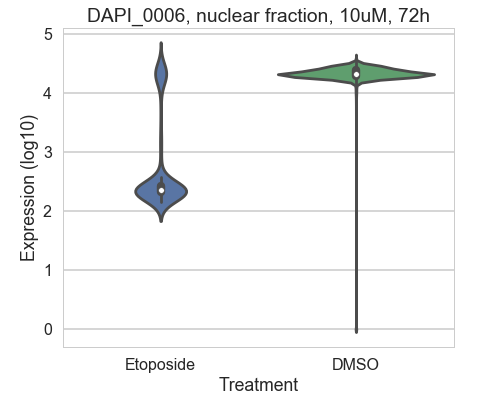 DAPI_0006, nuclear fraction, 10uM, 72h
Expression (log10)
5
4
3
2
1
0
Etoposide
DMSO
Treatment